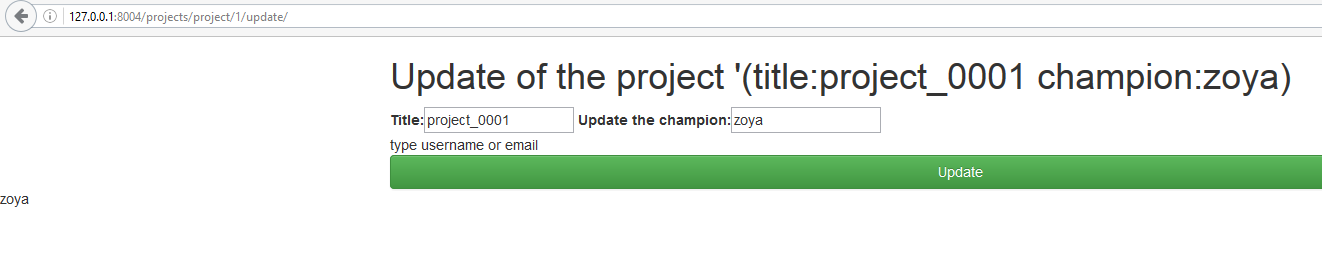 127.0.0.1:8004/projects/project/1/update/
Update of the project '(title:project_0001 champion:zoya)
Title: project_0001 Update the champion: zoya
type username or email
Update
zoya